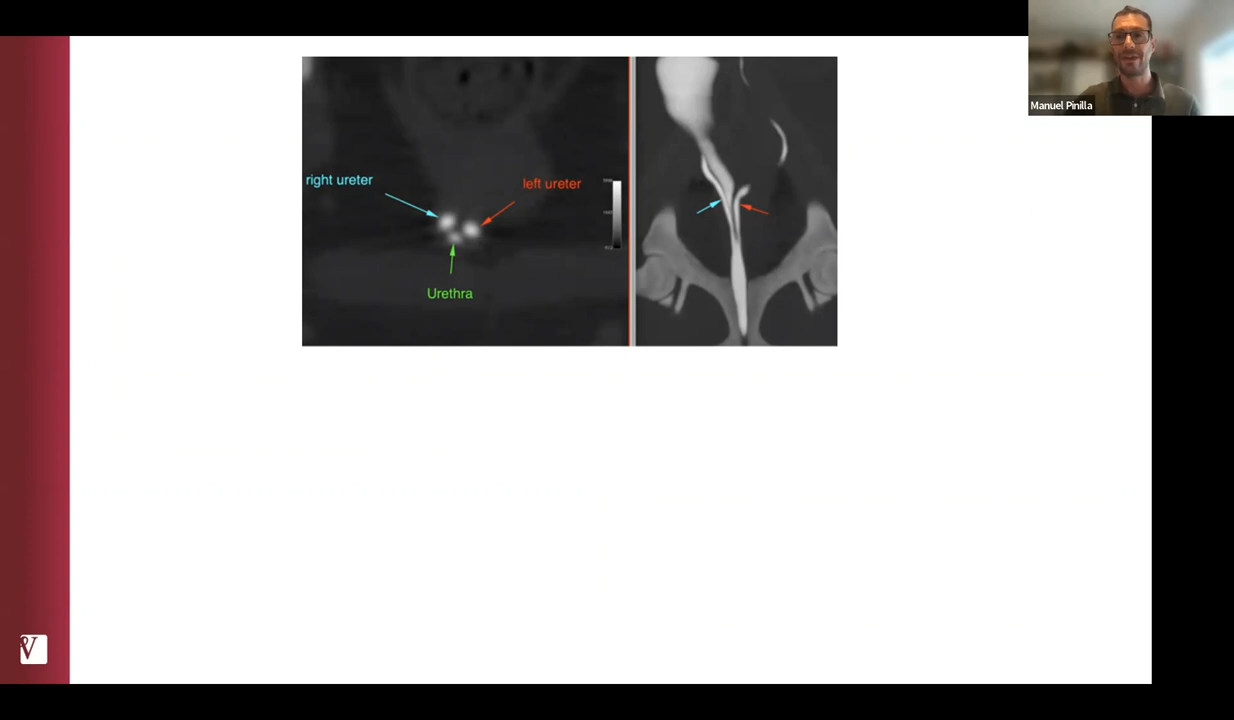 right ureter
left ureter
Urethra
Manuel Pinilla
V